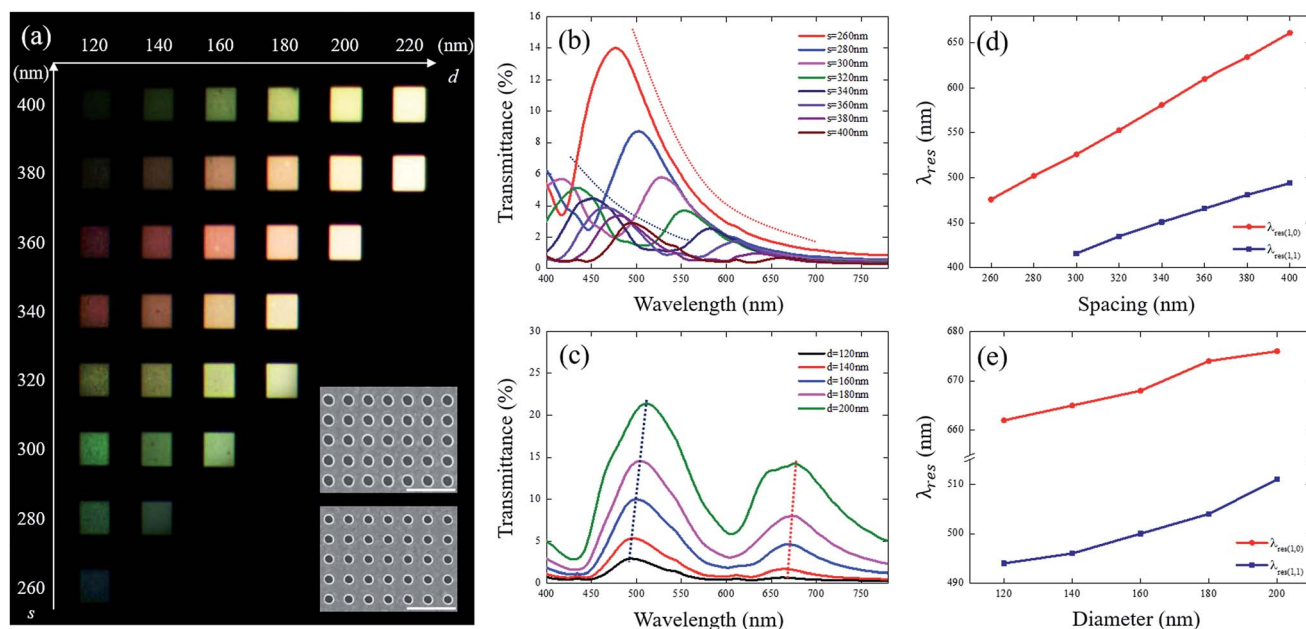 (a)
120 140 160 180 200 220 (nm)
(nm)
d
400
380
360
340
320
300
280
260
s
(b)
Transmittance (%)
16
14
12
10
8
6
4
2
0
400 450 500 550 600 650 700 750
Wavelength (nm)
s=260nm
s=280nm
s=300nm
s=320nm
s=340nm
s=360nm
s=380nm
s=400nm
(c)
Transmittance (%)
30
25
20
15
10
5
0
400 450 500 550 600 650 700 750
Wavelength (nm)
d=120nm
d=140nm
d=160nm
d=180nm
d=200nm
(d)
λres (nm)
650
600
550
500
450
400
260 280 300 320 340 360 380 400
Spacing (nm)
λres(1,0)
λres(1,1)
(e)
λres (nm)
680
670
660
510
500
490
120 140 160 180 200
Diameter (nm)
λres(1,0)
λres(1,1)